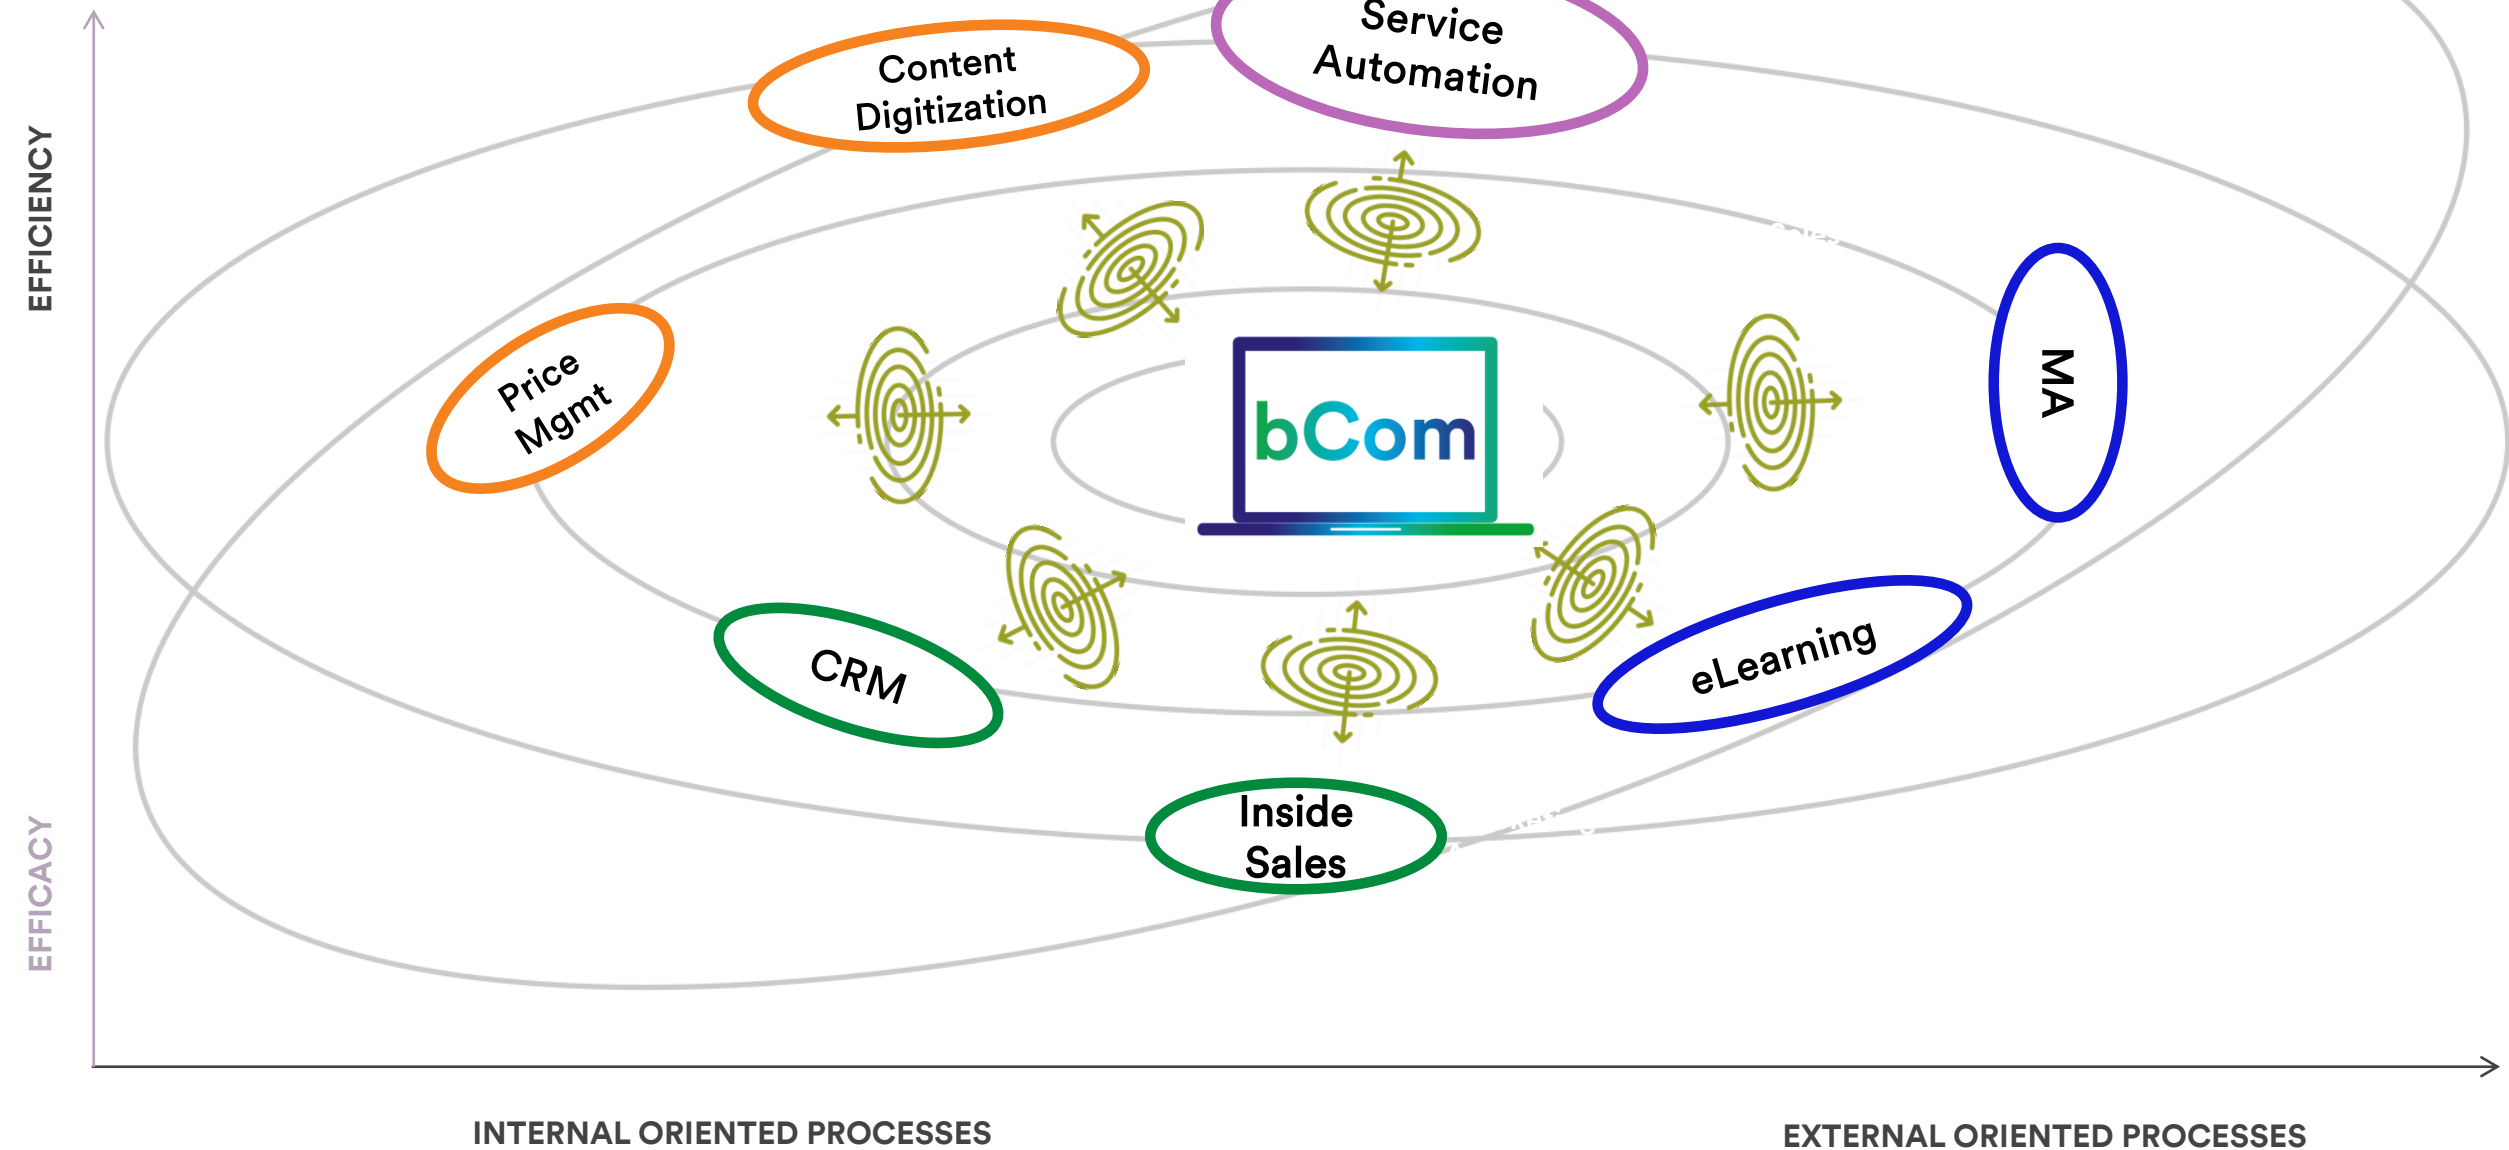 Service
Automation
Content
Digitization
EFFICIENCY
Price
Mgmt
MA
bCom
CRM
eLearning
Inside
Sales
EFFICACY
INTERNAL ORIENTED PROCESSES
EXTERNAL ORIENTED PROCESSES